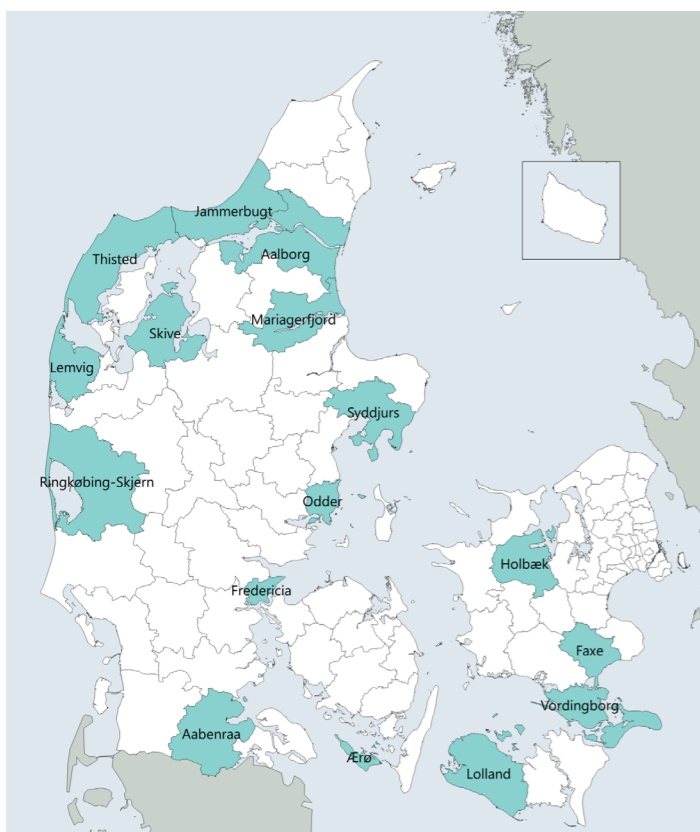 Jammerbugt
Aalborg
Thisted
Mariagerfjord
Skive
Lemvig
Syddjurs
Ringkøbing-Skjern
Odder
Holbæk
Fredericia
Faxe
Vordingborg
Aabenraa
Ærø
Lolland